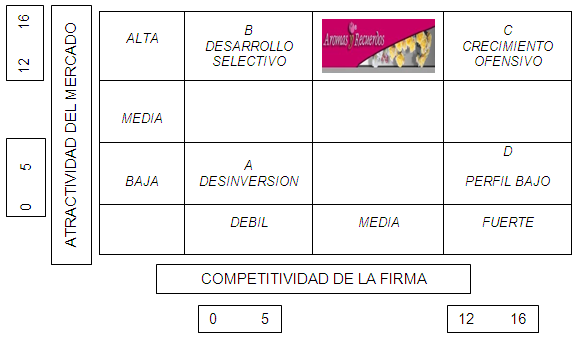 16
12
5
0
ATRACTIVIDAD DEL MERCADO
ALTA
B
DESARROLLO
SELECTIVO
Aromas y Recuerdos
C
CRECIMIENTO
OFENSIVO
MEDIA
BAJA
A
DESINVERSION
D
PERFIL BAJO
DEBIL
MEDIA
FUERTE
COMPETITIVIDAD DE LA FIRMA
0 5
12 16